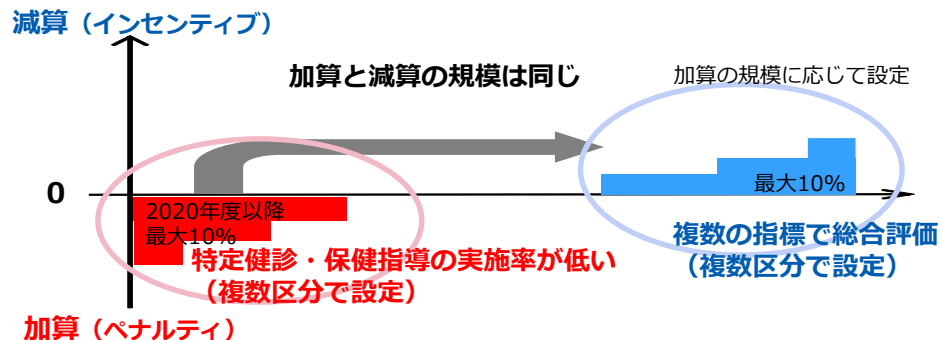 減算（インセンティブ）
加算と減算の規模は同じ
加算の規模に応じて設定
0
最大10%
2020年度以降
最大10%
特定健診・保健指導の実施率が低い
（複数区分で設定）
複数の指標で総合評価
（複数区分で設定）
加算（ペナルティ）